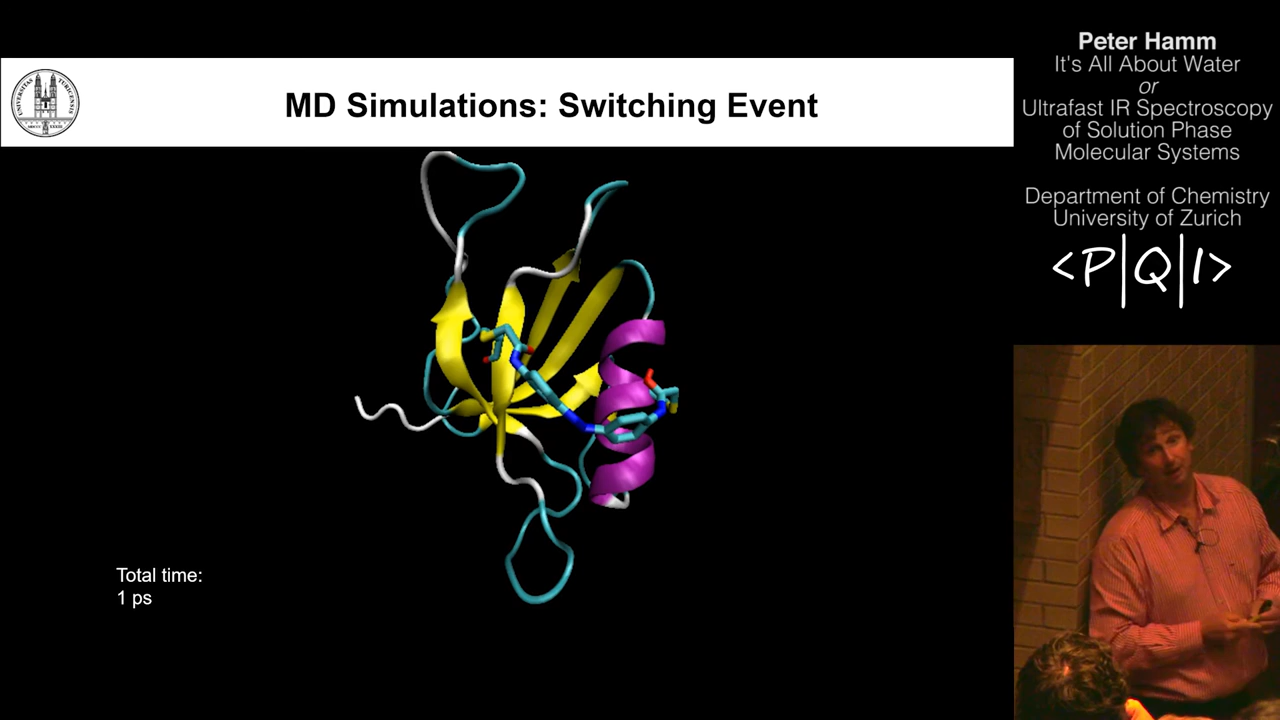 MD Simulations: Switching Event
Total time:
1 ps
Peter Hamm
It's All About Water
or
Ultrafast IR Spectroscopy
of Solution Phase
Molecular Systems
Department of Chemistry
University of Zurich
<P|Q|I>